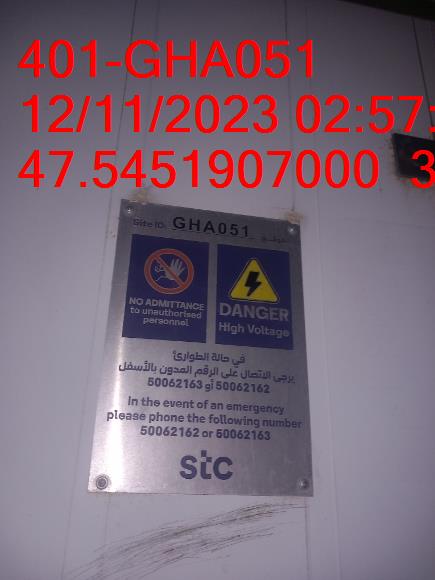 401-GHA051
12/11/2023 02:57:
47.5451907000 3
Site ID: GHA051
NO ADMITTANCE
to unauthorised
personnel
DANGER
High Voltage
في حالة الطوارئ
يرجى الاتصال على الرقم المدون بالأسفل
50062162 أو 50062163
In the event of an emergency
please phone the following number
50062162 or 50062163
stc